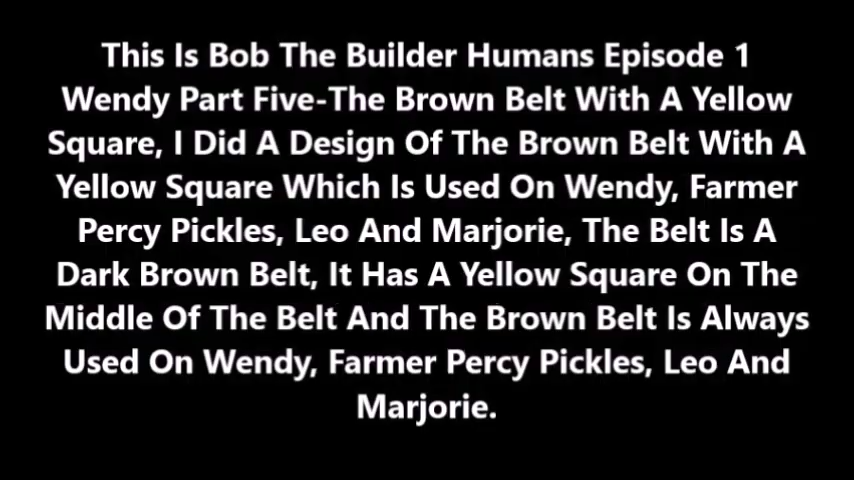 This Is Bob The Builder Humans Episode 1
Wendy Part Five-The Brown Belt With A Yellow
Square, I Did A Design Of The Brown Belt With A
Yellow Square Which Is Used On Wendy, Farmer
Percy Pickles, Leo And Marjorie, The Belt Is A
Dark Brown Belt, It Has A Yellow Square On The
Middle Of The Belt And The Brown Belt Is Always
Used On Wendy, Farmer Percy Pickles, Leo And
Marjorie.